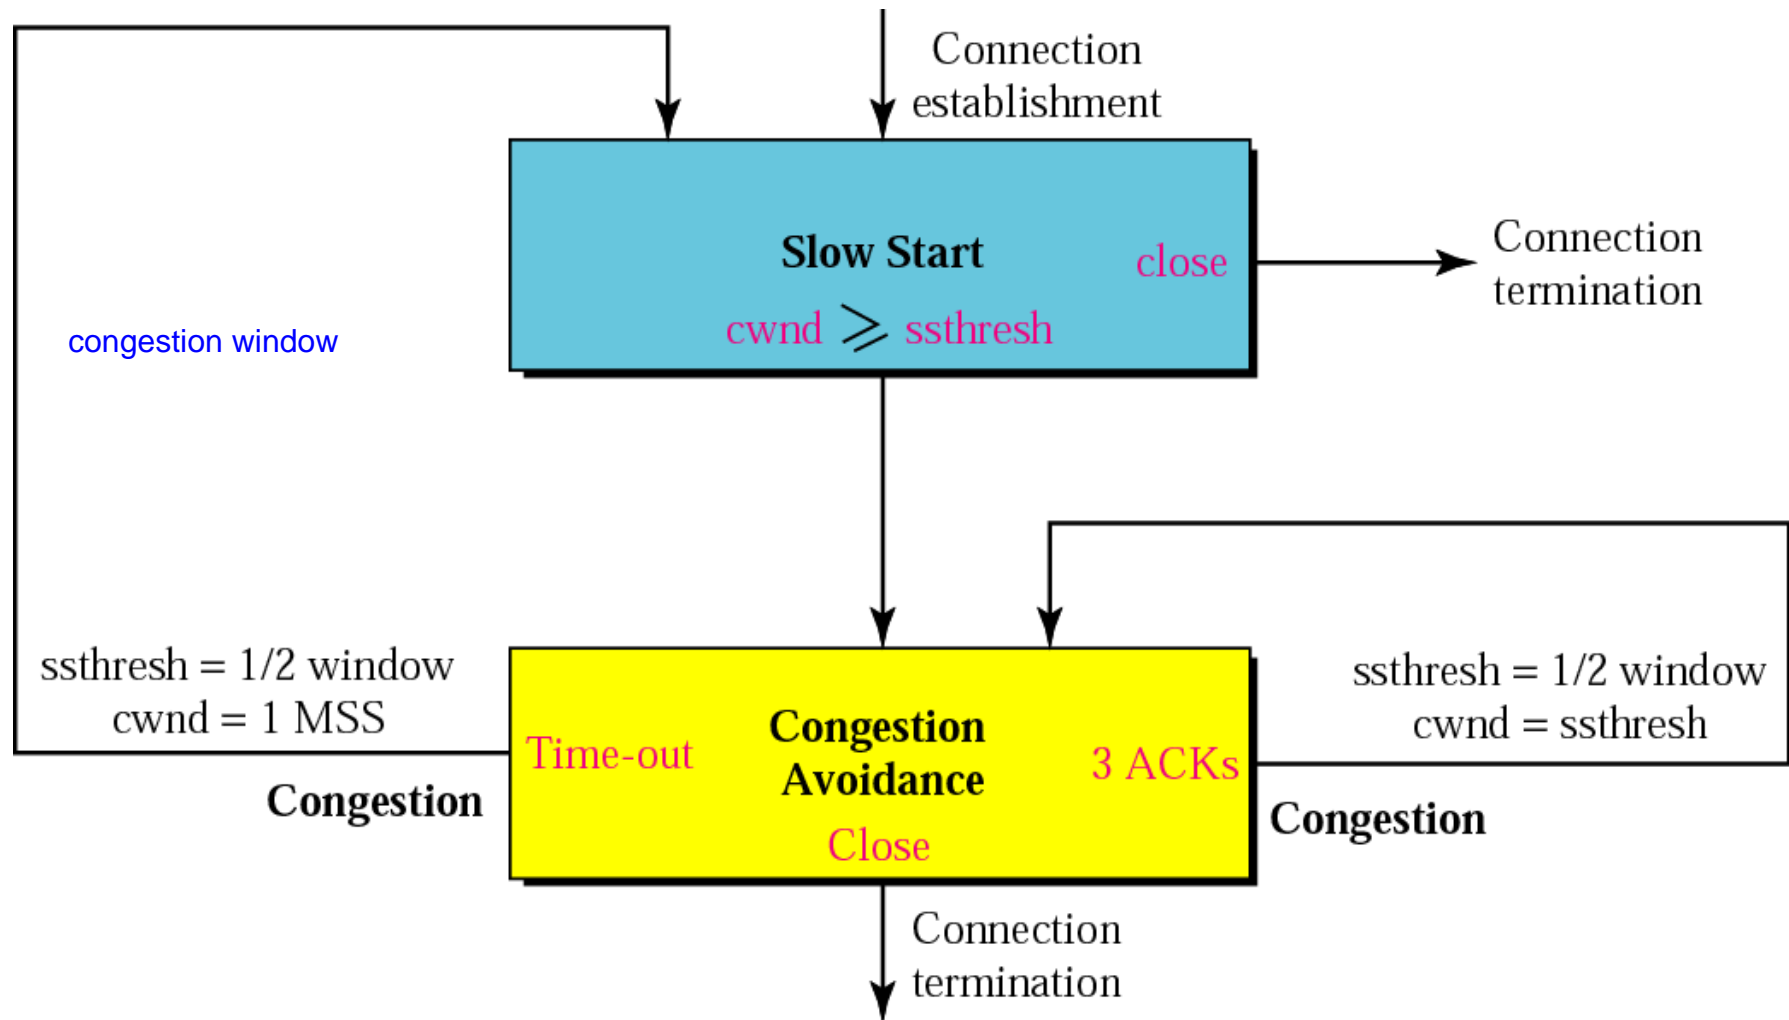 Connection
establishment
Slow Start
close
Connection
termination
cwnd ⩾ ssthresh
congestion window
ssthresh = 1/2 window
cwnd = 1 MSS
Time-out
Congestion
Congestion
Avoidance
3 ACKs
Close
ssthresh = 1/2 window
cwnd = ssthresh
Congestion
Connection
termination